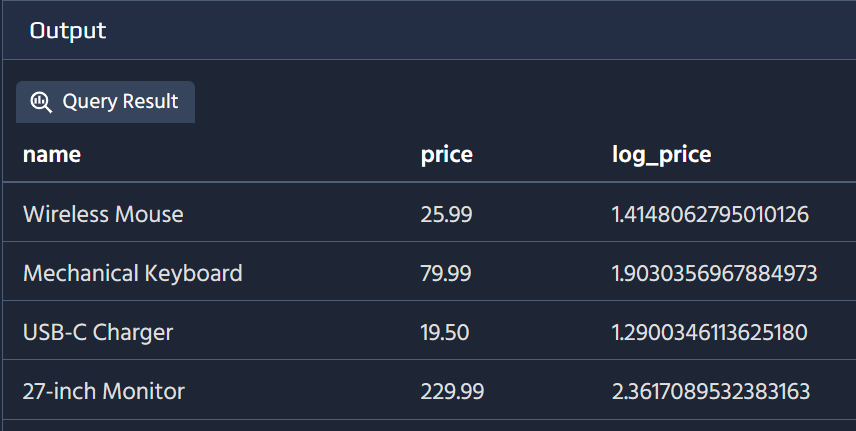 Output
Query Result
name price log_price
Wireless Mouse 25.99 1.4148062795010126
Mechanical Keyboard 79.99 1.9030356967884973
USB-C Charger 19.50 1.2900346113625180
27-inch Monitor 229.99 2.3617089532383163